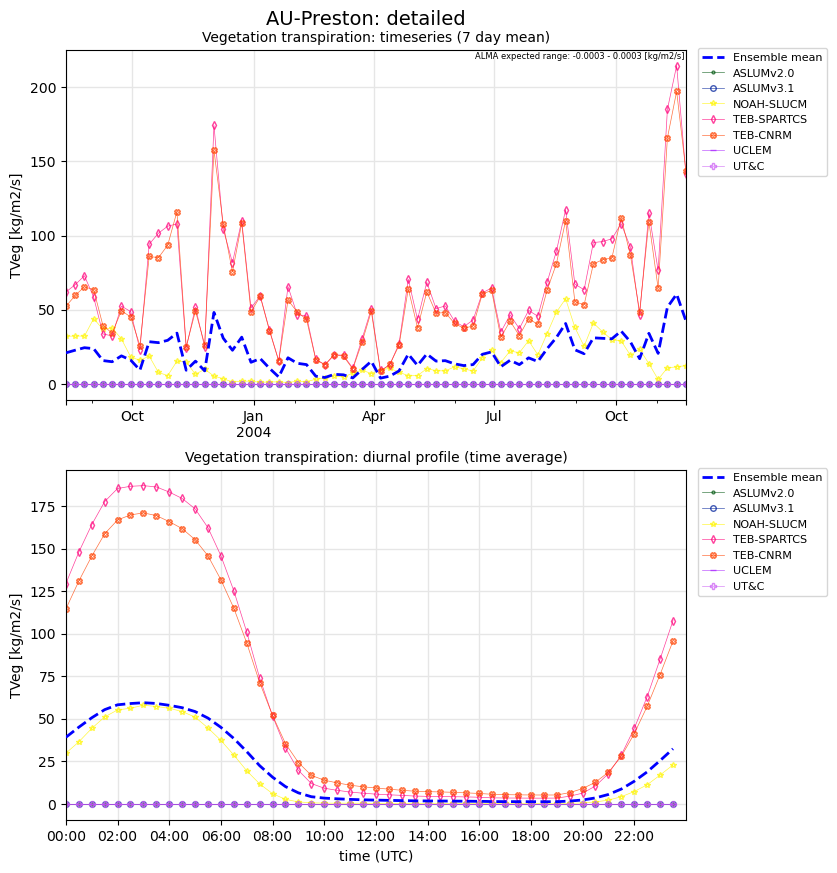 AU-Preston: detailed
Vegetation transpiration: timeseries (7 day mean)
ALMA expected range: -0.0003 - 0.0003 [kg/m2/s]
TVeg [kg/m2/s]
200
150
100
50
0
Oct
Jan
2004
Apr
Jul
Oct
Ensemble mean
ASLUMv2.0
ASLUMv3.1
NOAH-SLUCM
TEB-SPARTCS
TEB-CNRM
UCLEM
UT&C
Vegetation transpiration: diurnal profile (time average)
TVeg [kg/m2/s]
175
150
125
100
75
50
25
0
00:00 02:00 04:00 06:00 08:00 10:00 12:00 14:00 16:00 18:00 20:00 22:00
time (UTC)
Ensemble mean
ASLUMv2.0
ASLUMv3.1
NOAH-SLUCM
TEB-SPARTCS
TEB-CNRM
UCLEM
UT&C